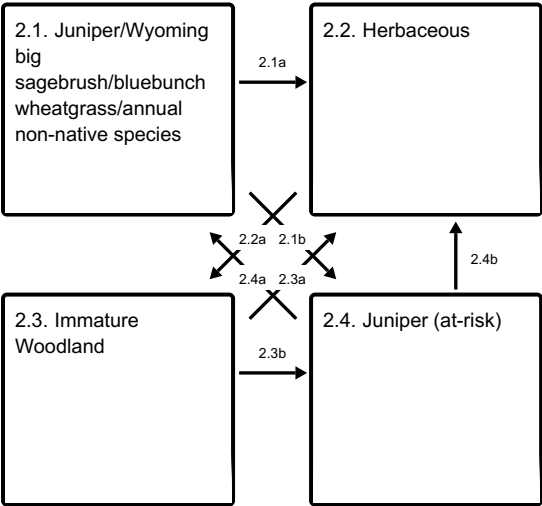 2.1. Juniper/Wyoming
big
sagebrush/bluebunch
wheatgrass/annual
non-native species
2.1a
2.2. Herbaceous
2.2a
2.1b
2.4a
2.3a
2.4b
2.3. Immature
Woodland
2.3b
2.4. Juniper (at-risk)